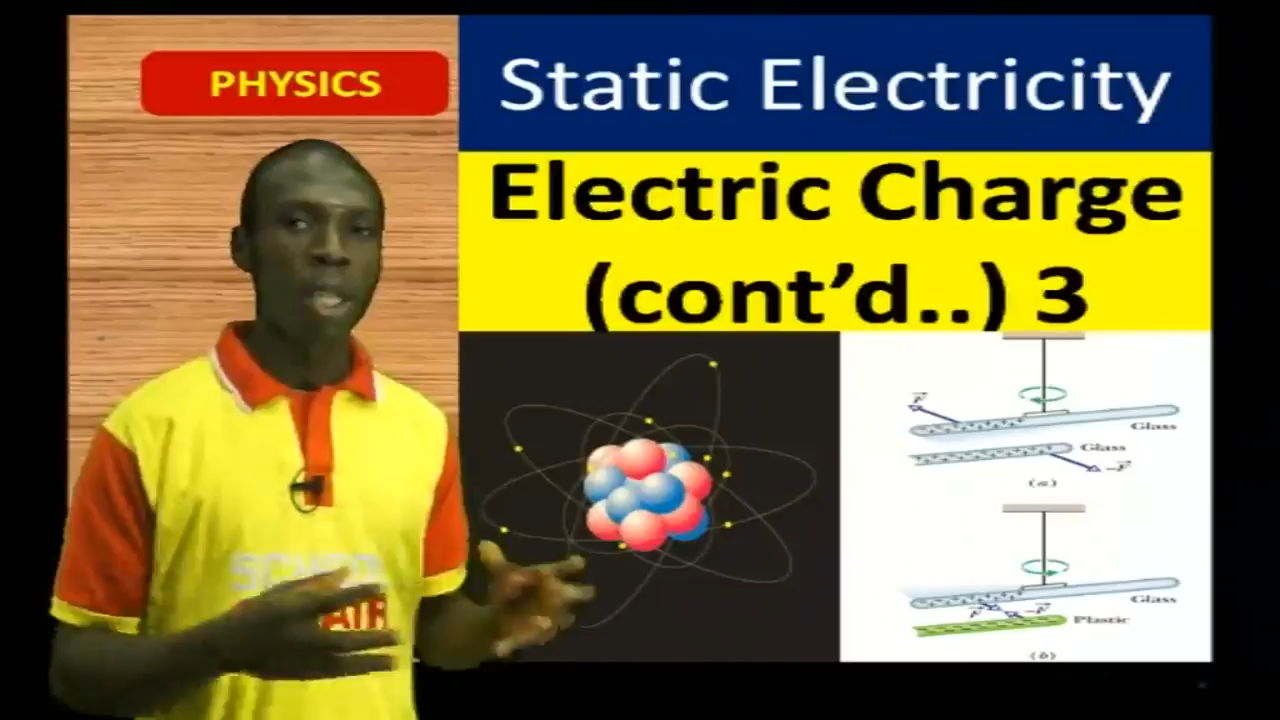 PHYSICS
Static Electricity
Electric Charge
(cont’d..) 3
F
Glass
Glass
-F
(a)
Glass
F
-F
Plastic
(b)